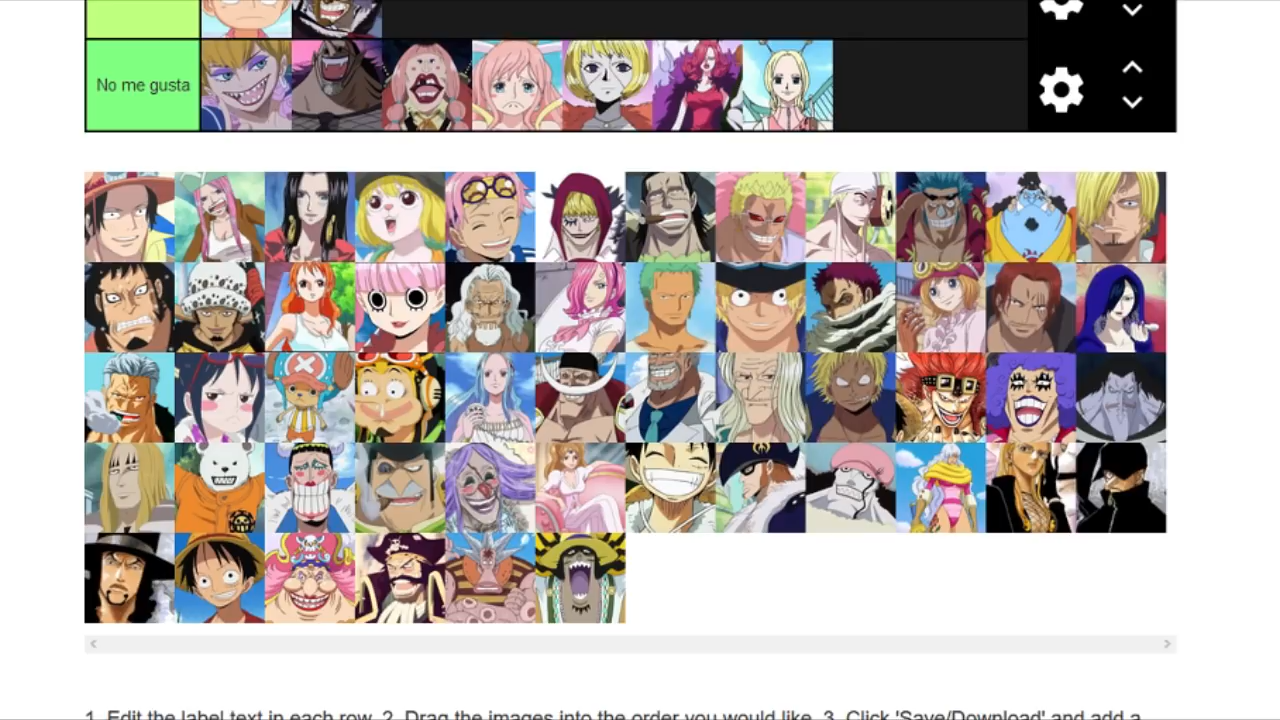 No me gusta
1. Edit the label text in each row. 2. Drag the images into the order you would like. 3. Click 'Save/Download' and add a